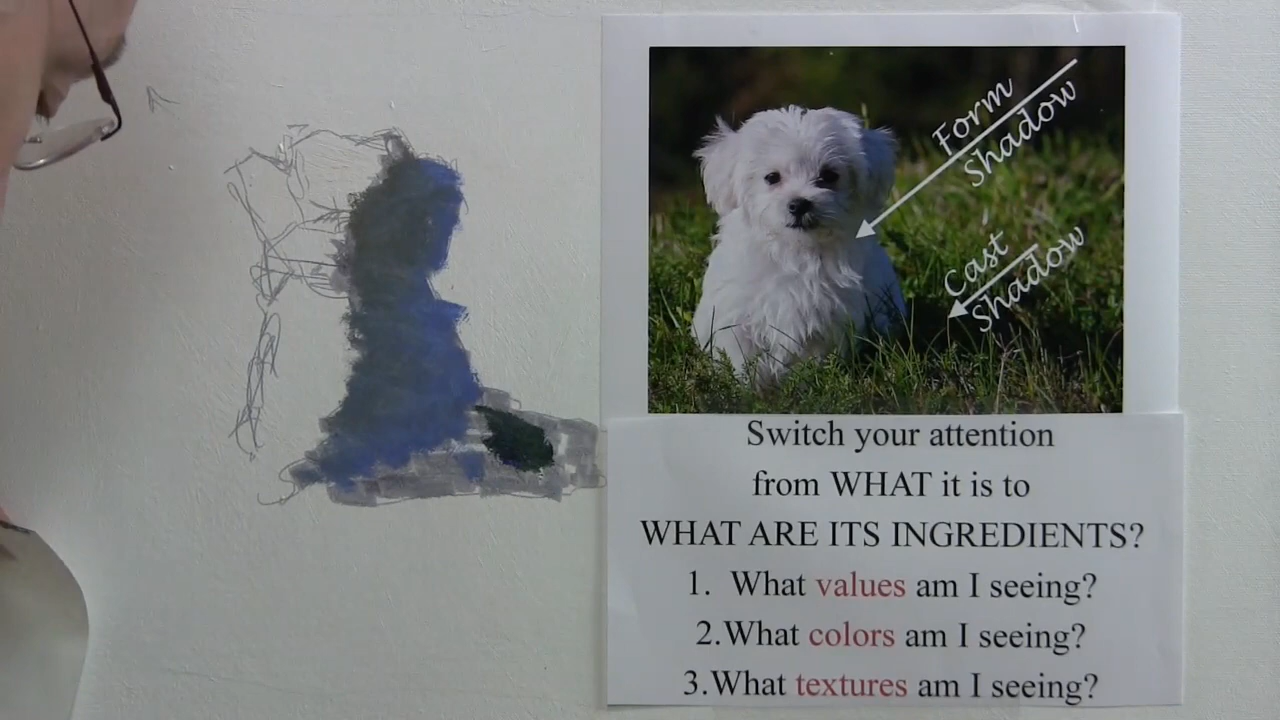 Form
Shadow
Cast
Shadow
Switch your attention
from WHAT it is to
WHAT ARE ITS INGREDIENTS?
1. What values am I seeing?
2.What colors am I seeing?
3.What textures am I seeing?